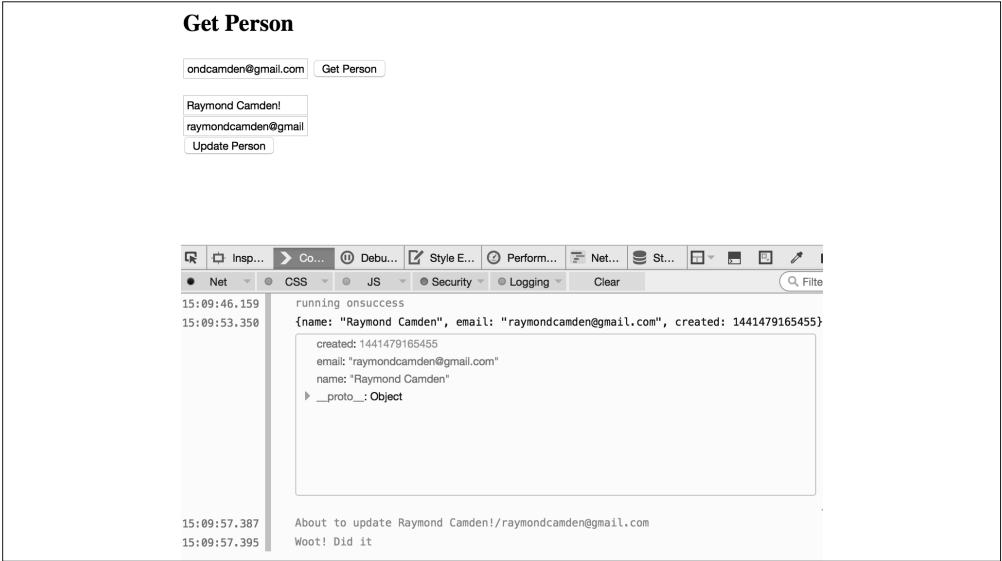 Get Person
ondcamden@gmail.com Get Person
Raymond Camden!
raymondcamden@gmail
Update Person
Insp... Co... Debu... Style E... Perform... Net... St...
Net CSS JS Security Logging Clear Filte
15:09:46.159 running onsuccess
15:09:53.350 {name: "Raymond Camden", email: "raymondcamden@gmail.com", created: 1441479165455}
created: 1441479165455
email: "raymondcamden@gmail.com"
name: "Raymond Camden"
__proto__: Object
15:09:57.387 About to update Raymond Camden!/raymondcamden@gmail.com
15:09:57.395 Woot! Did it